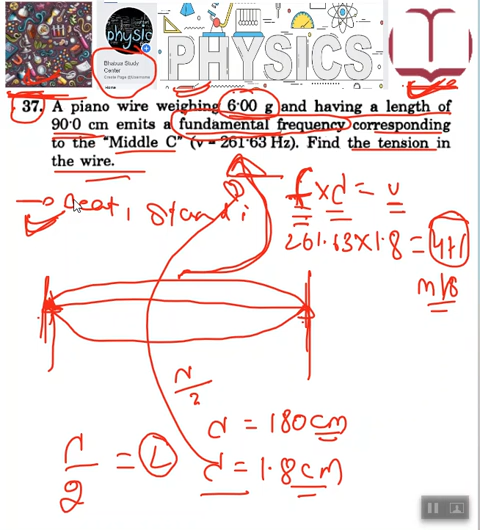 physic
Bhabua Study
Center
PHYSICS
37. A piano wire weighing 6·00 g and having a length of
90·0 cm emits a fundamental frequency corresponding
to the "Middle C" (ν = 261·63 Hz). Find the tension in
the wire.
f x d = v
261.63 x 1.8 = 471
m/s
λ/2
λ = 180 cm
λ/2 = L
d = 1.8 cm